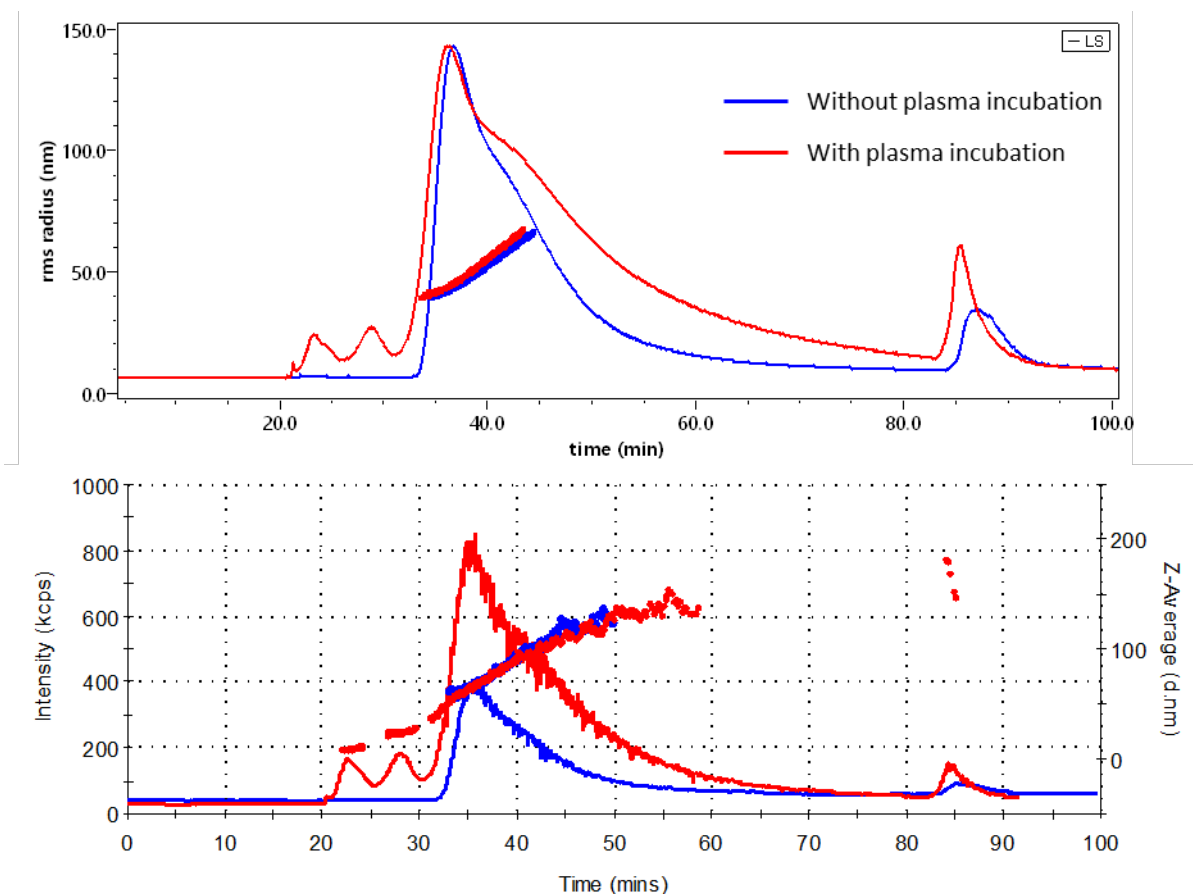 150.0
— LS
Without plasma incubation
100.0
With plasma incubation
rms radius (nm)
50.0
0.0
20.0 40.0 60.0 80.0 100.0
time (min)
1000
800 200
600
Intensity (kcps) 100 Z-Average (d.nm)
400
200 0
0
0 10 20 30 40 50 60 70 80 90 100
Time (mins)